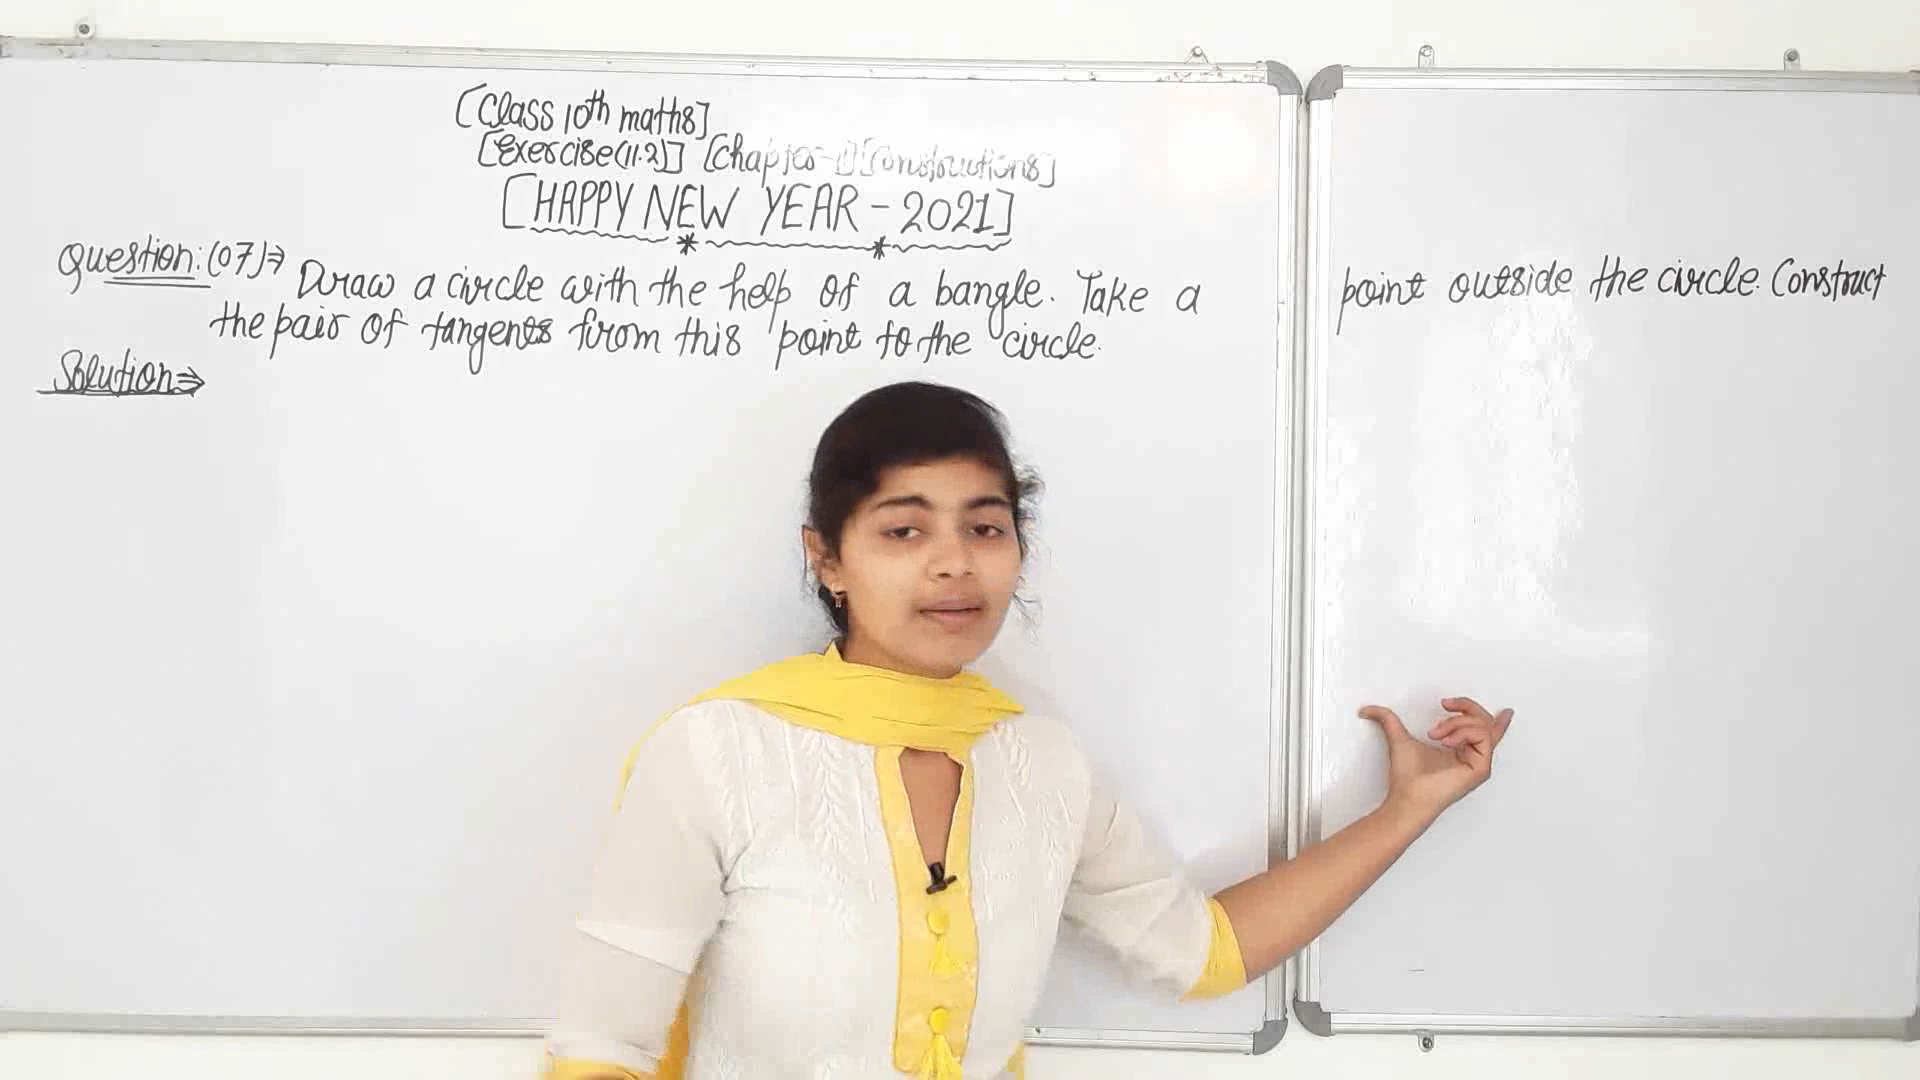 [Class 10th maths]
[Exercise(11.2)] [Chapter-11] [Constructions]
[HAPPY NEW YEAR - 2021]
Question:(07)⇒ Draw a circle with the help of a bangle. Take a point outside the circle. Construct
the pair of tangents from this point to the circle.
Solution⇒